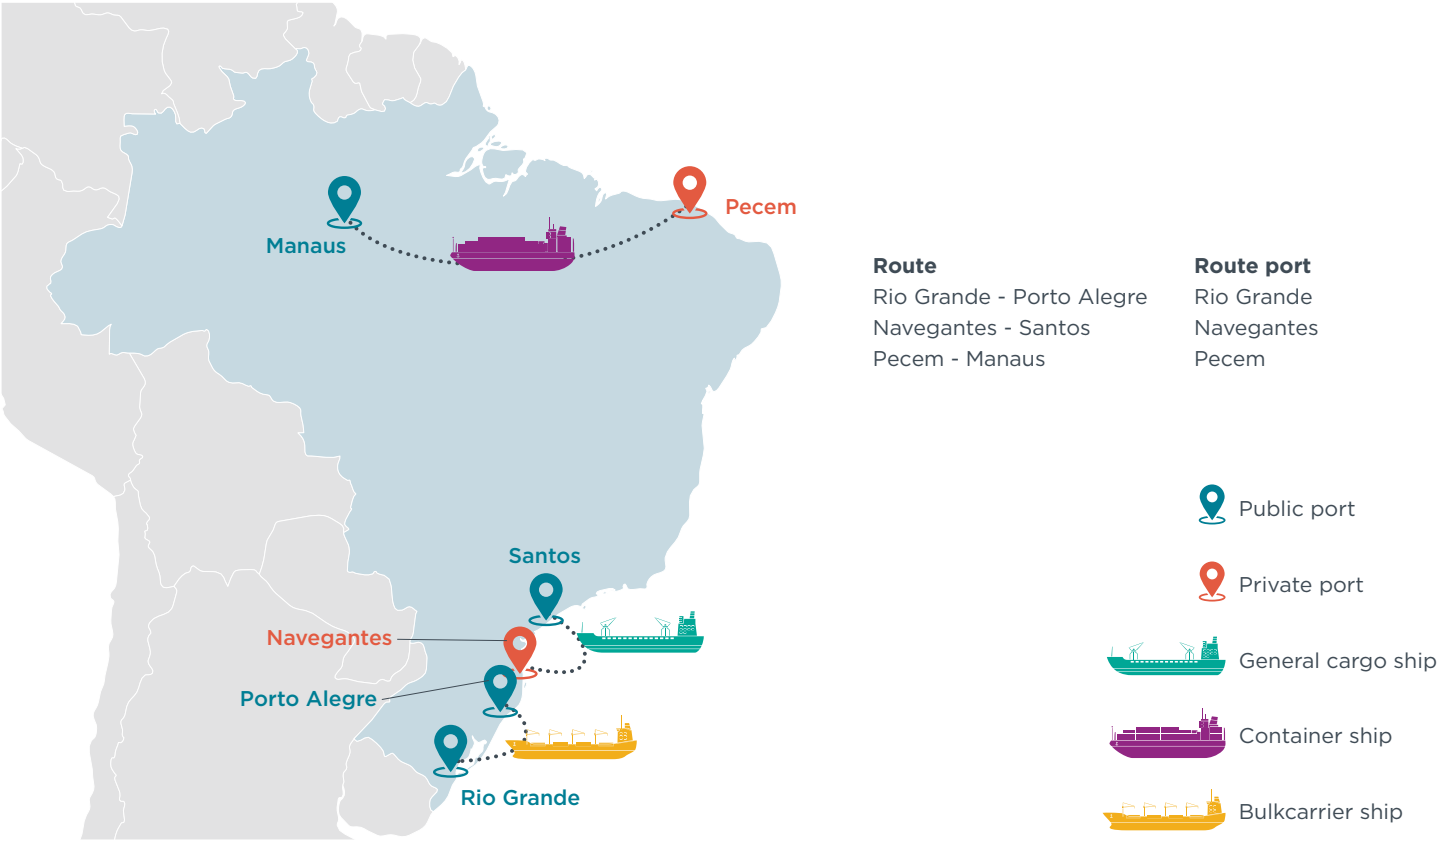 Pecem
Manaus
Route
Route port
Rio Grande - Porto Alegre
Rio Grande
Navegantes - Santos
Navegantes
Pecem - Manaus
Pecem
Public port
Santos
Private port
Navegantes
General cargo ship
Porto Alegre
Container ship
Rio Grande
Bulkcarrier ship